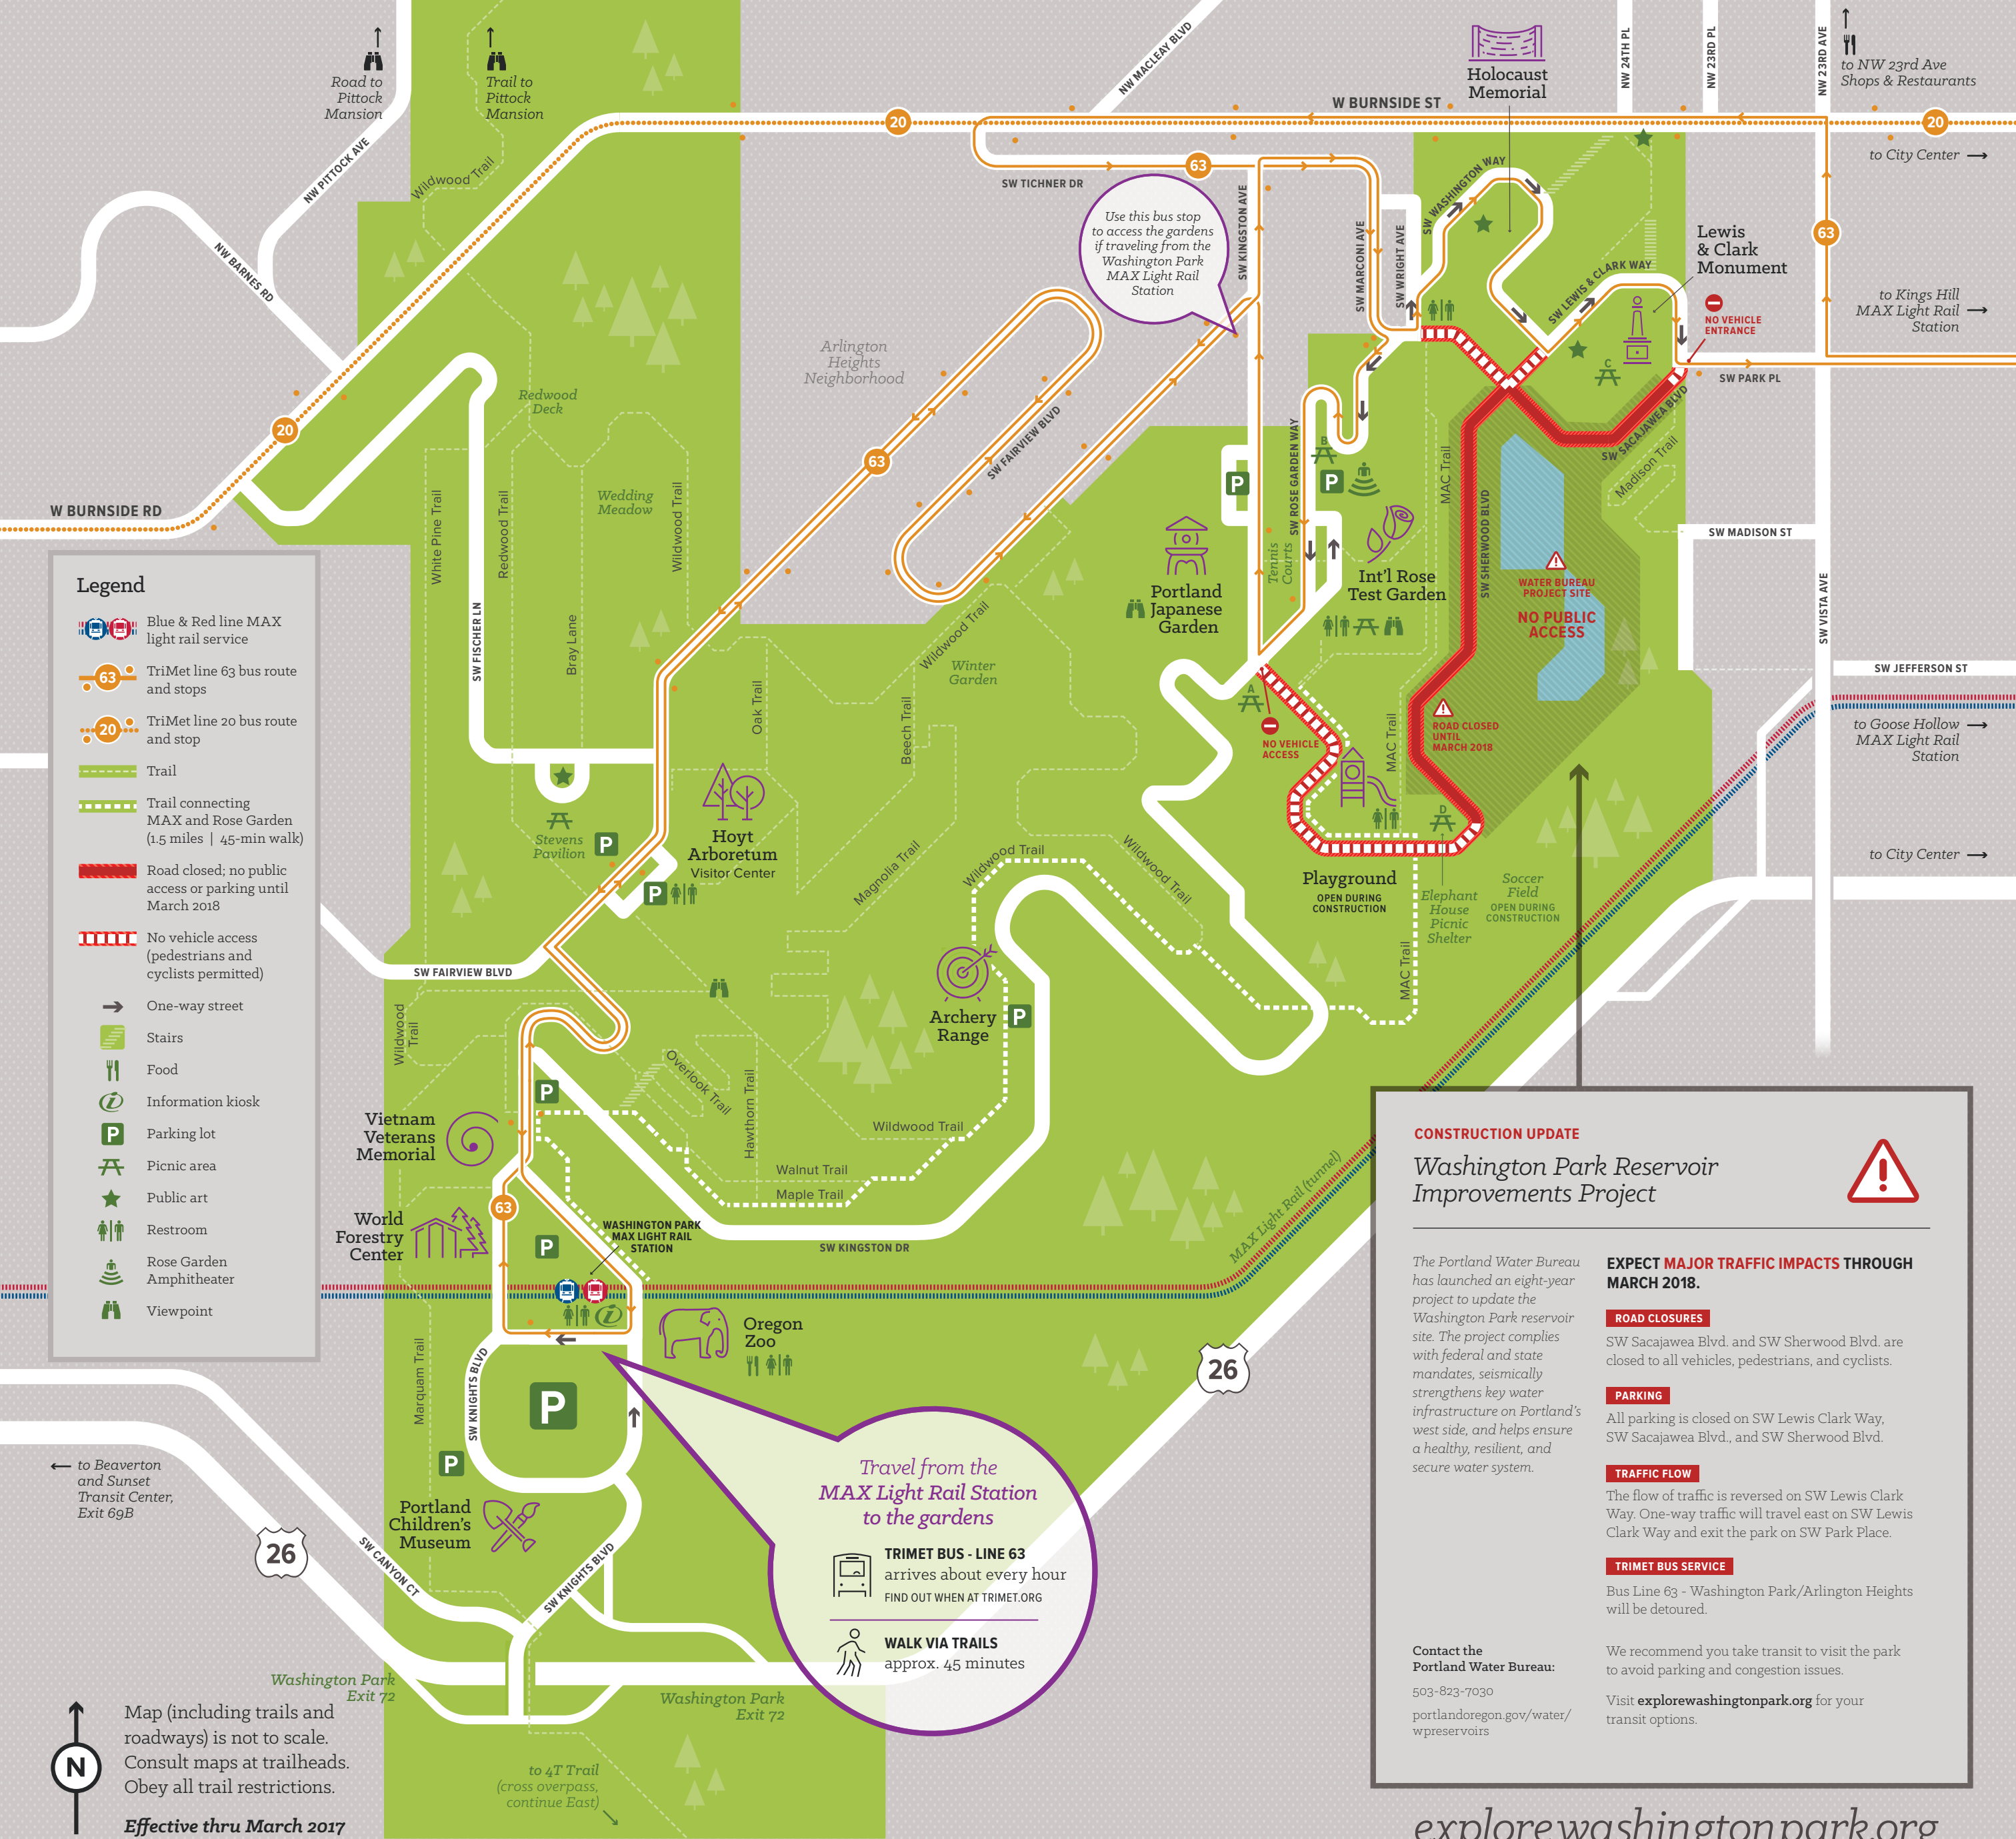 Road to
Pittock
Mansion
Trail to
Pittock
Mansion
NW MACLEAY BLVD
Holocaust
Memorial
NW 24TH PL
NW 23RD PL
NW 23RD AVE
to NW 23rd Ave
Shops & Restaurants
W BURNSIDE ST
20
20
to City Center
NW PITTOCK AVE
Wildwood Trail
63
SW TICHNER DR
SW WASHINGTON WAY
Use this bus stop
to access the gardens
if traveling from the
Washington Park
MAX Light Rail
Station
SW KINGSTON AVE
SW MARCONI AVE
SW WRIGHT AVE
63
Lewis
& Clark
Monument
SW LEWIS & CLARK WAY
NW BARNES RD
NO VEHICLE
ENTRANCE
to Kings Hill
MAX Light Rail
Station
Arlington
Heights
Neighborhood
C
SW PARK PL
Redwood
Deck
20
SW FAIRVIEW BLVD
63
SW ROSE GARDEN WAY
B
P
P
MAC Trail
SW SACAJAWEA BLVD
Madison Trail
W BURNSIDE RD
White Pine Trail
Redwood Trail
Wedding
Meadow
Wildwood Trail
SW MADISON ST
Tennis
Courts
SW SHERWOOD BLVD
Int'l Rose
Test Garden
Portland
Japanese
Garden
WATER BUREAU
PROJECT SITE
NO PUBLIC
ACCESS
SW VISTA AVE
SW FISCHER LN
Bray Lane
Wildwood Trail
Winter
Garden
SW JEFFERSON ST
Oak Trail
Beech Trail
A
NO VEHICLE
ACCESS
MAC Trail
ROAD CLOSED
UNTIL
MARCH 2018
to Goose Hollow
MAX Light Rail
Station
Legend
Blue & Red line MAX
light rail service
63
TriMet line 63 bus route
and stops
20
TriMet line 20 bus route
and stop
Trail
Trail connecting
MAX and Rose Garden
(1.5 miles | 45-min walk)
Road closed; no public
access or parking until
March 2018
No vehicle access
(pedestrians and
cyclists permitted)
One-way street
Stairs
Food
i
Information kiosk
P
Parking lot
Picnic area
Public art
Restroom
Rose Garden
Amphitheater
Viewpoint
Stevens
Pavilion
P
Hoyt
Arboretum
Visitor Center
P
Magnolia Trail
Wildwood Trail
Wildwood Trail
D
Playground
OPEN DURING
CONSTRUCTION
Elephant
House
Picnic
Shelter
Soccer
Field
OPEN DURING
CONSTRUCTION
to City Center
SW FAIRVIEW BLVD
MAC Trail
Archery
Range
P
Wildwood
Trail
Overlook Trail
Hawthorn Trail
P
Vietnam
Veterans
Memorial
Wildwood Trail
Walnut Trail
Maple Trail
63
World
Forestry
Center
P
WASHINGTON PARK
MAX LIGHT RAIL
STATION
SW KINGSTON DR
MAX Light Rail (tunnel)
i
Oregon
Zoo
Marquam Trail
SW KNIGHTS BLVD
P
26
P
Portland
Children's
Museum
to Beaverton
and Sunset
Transit Center,
Exit 69B
26
SW CANYON CT
SW KNIGHTS BLVD
Travel from the
MAX Light Rail Station
to the gardens
TRIMET BUS - LINE 63
arrives about every hour
FIND OUT WHEN AT TRIMET.ORG
WALK VIA TRAILS
approx. 45 minutes
Washington Park
Exit 72
Washington Park
Exit 72
to 4T Trail
(cross overpass,
continue East)
N
Map (including trails and
roadways) is not to scale.
Consult maps at trailheads.
Obey all trail restrictions.
Effective thru March 2017
CONSTRUCTION UPDATE
Washington Park Reservoir
Improvements Project
The Portland Water Bureau
has launched an eight-year
project to update the
Washington Park reservoir
site. The project complies
with federal and state
mandates, seismically
strengthens key water
infrastructure on Portland's
west side, and helps ensure
a healthy, resilient, and
secure water system.
Contact the
Portland Water Bureau:
503-823-7030
portlandoregon.gov/water/
wpreservoirs
EXPECT MAJOR TRAFFIC IMPACTS THROUGH
MARCH 2018.
ROAD CLOSURES
SW Sacajawea Blvd. and SW Sherwood Blvd. are
closed to all vehicles, pedestrians, and cyclists.
PARKING
All parking is closed on SW Lewis Clark Way,
SW Sacajawea Blvd., and SW Sherwood Blvd.
TRAFFIC FLOW
The flow of traffic is reversed on SW Lewis Clark
Way. One-way traffic will travel east on SW Lewis
Clark Way and exit the park on SW Park Place.
TRIMET BUS SERVICE
Bus Line 63 - Washington Park/Arlington Heights
will be detoured.
We recommend you take transit to visit the park
to avoid parking and congestion issues.
Visit explorewashingtonpark.org for your
transit options.
explorewashingtonpark.org